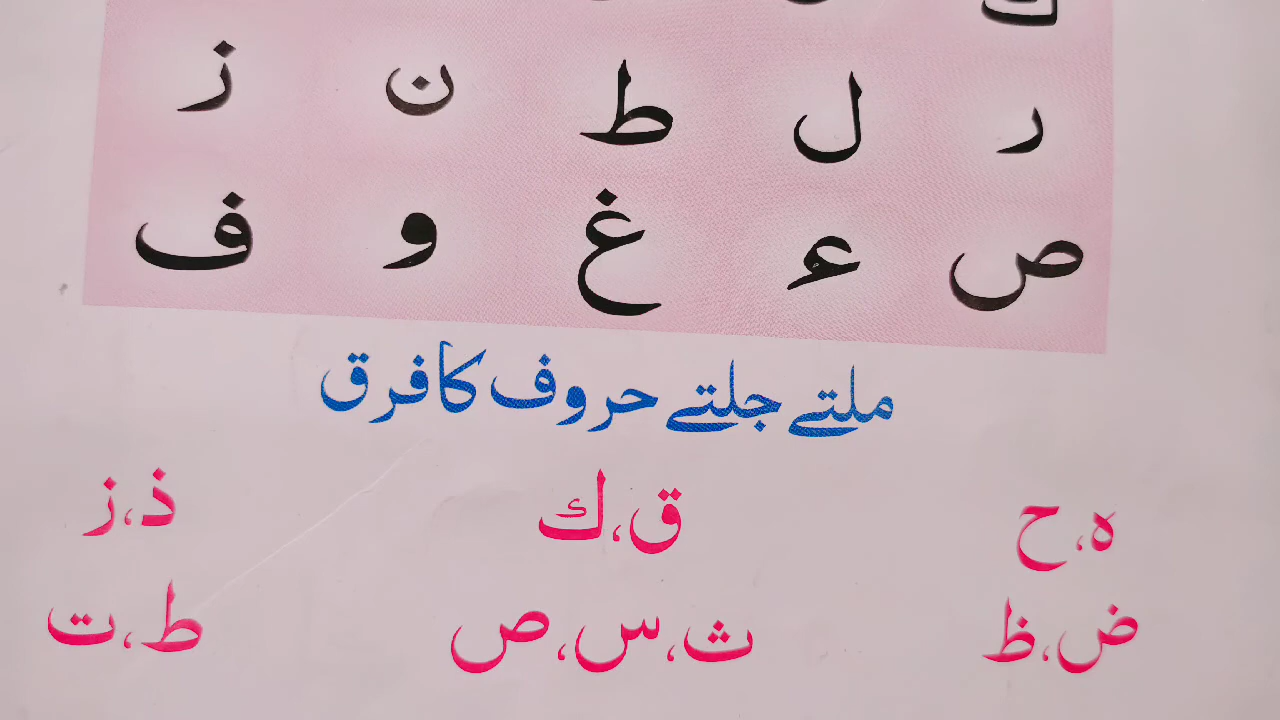 ر ل ط ن ز
ص ء غ و ف
ملتے جلتے حروف کا فرق
ہ، ح ق، ك ذ، ز
ض، ظ ث، س، ص ط، ت